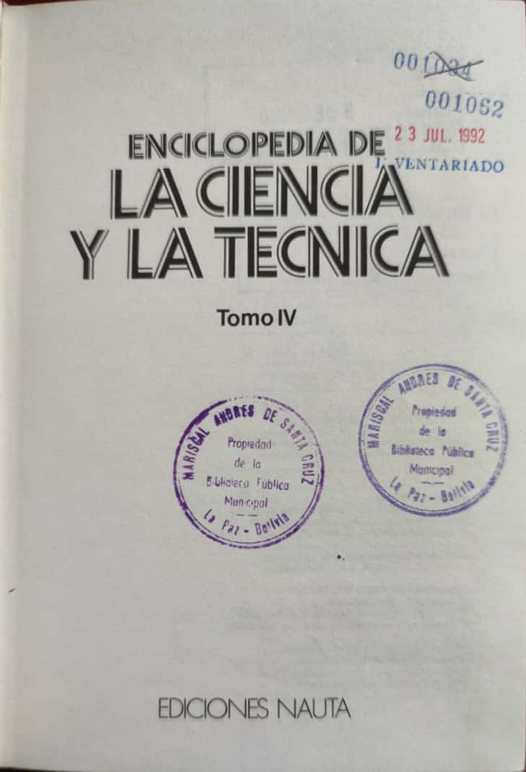 001034
001062
23 JUL. 1992
VENTARIADO
ENCICLOPEDIA DE
LA CIENCIA
Y LA TECNICA
Tomo IV
MARISCAL ANDRES DE SANTA CRUZ
Propiedad
de la
Biblioteca Pública
Municipal
La Paz - Bolivia
MARISCAL ANDRES DE SANTA CRUZ
Propiedad
de la
Biblioteca Pública
Municipal
La Paz - Bolivia
EDICIONES NAUTA